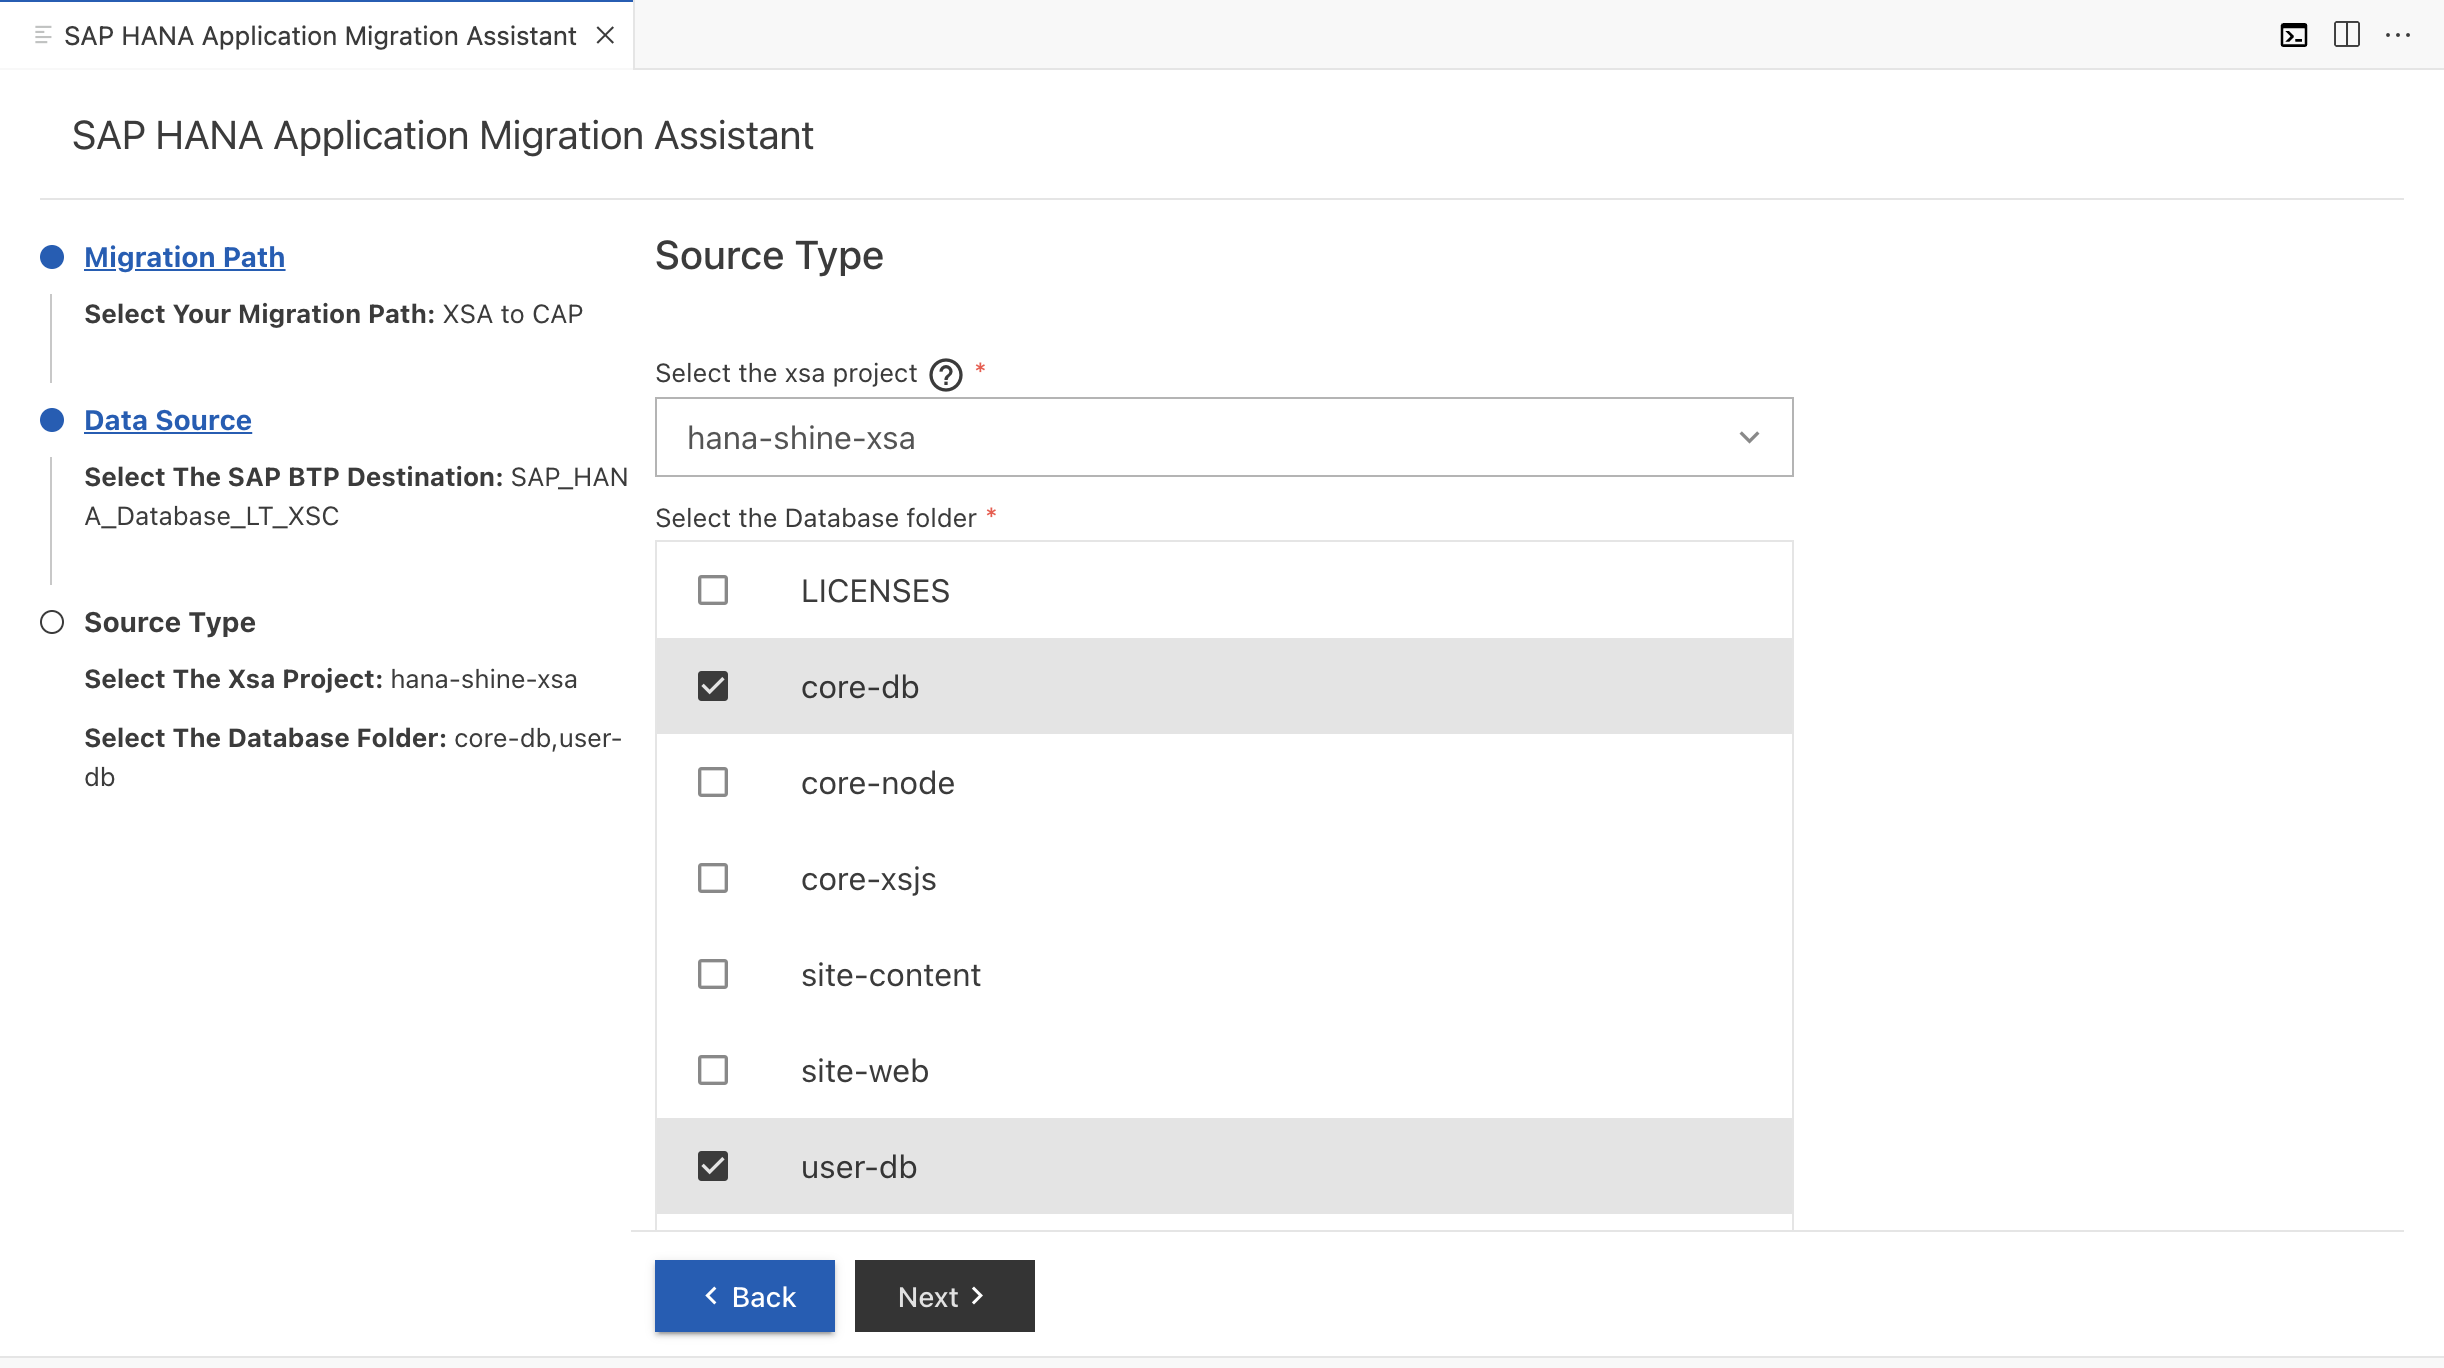 SAP HANA Application Migration Assistant
SAP HANA Application Migration Assistant
Migration Path
Select Your Migration Path: XSA to CAP
Data Source
Select The SAP BTP Destination: SAP_HAN
A_Database_LT_XSC
Source Type
Select The Xsa Project: hana-shine-xsa
Select The Database Folder: core-db,user-
db
Source Type
Select the xsa project ? *
hana-shine-xsa
Select the Database folder *
LICENSES
core-db
core-node
core-xsjs
site-content
site-web
user-db
Back
Next